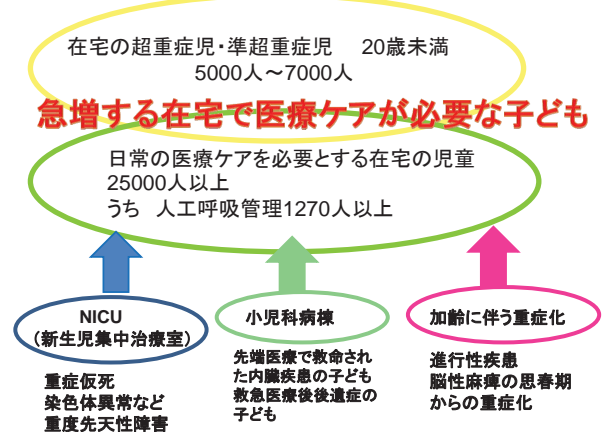 在宅の超重症児・準超重症児　20歳未満
5000人～7000人
急増する在宅で医療ケアが必要な子ども
日常の医療ケアを必要とする在宅の児童
25000人以上
うち　人工呼吸管理1270人以上
NICU
（新生児集中治療室）
重症仮死
染色体異常など
重度先天性障害
小児科病棟
先端医療で救命され
た内臓疾患の子ども
救急医療後後遺症の
子ども
加齢に伴う重症化
進行性疾患
脳性麻痺の思春期
からの重症化